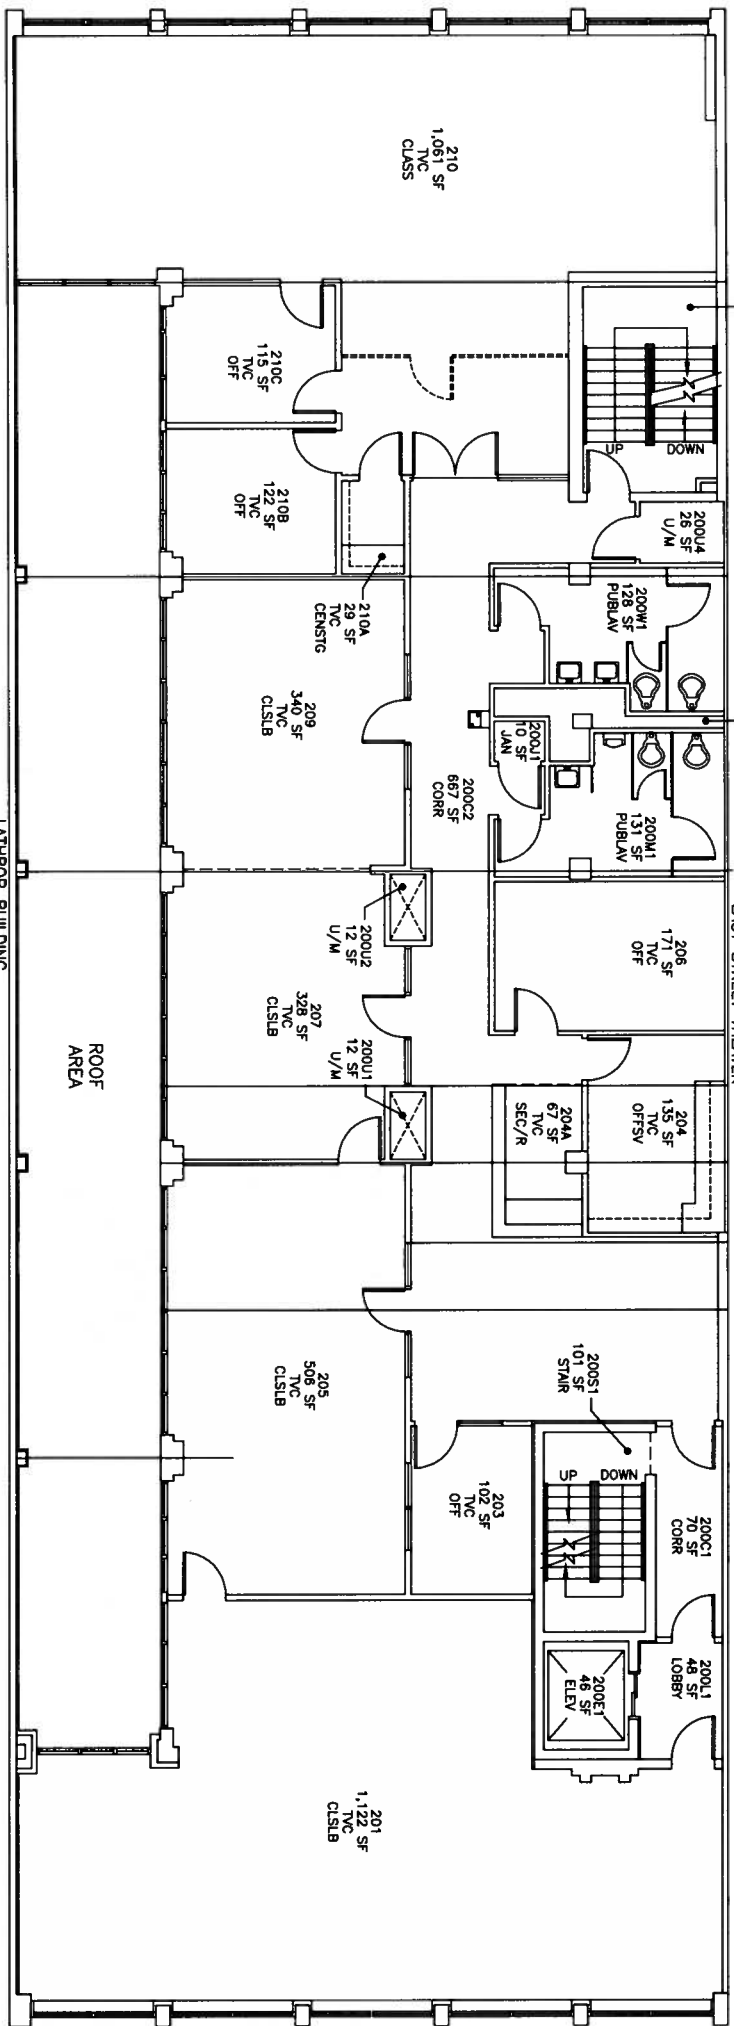 210
1,061 SF
TVC
CLASS
210C
115 SF
TVC
OFF
UP
DOWN
210B
122 SF
TVC
OFF
200U4
26 SF
U/M
210A
29 SF
TVC
CENSTG
200W1
128 SF
PUBLAV
209
340 SF
TVC
CLSLB
200J1
10 SF
JAN
200C2
667 SF
CORR
200M1
131 SF
PUBLAV
200U2
12 SF
U/M
206
171 SF
TVC
OFF
207
328 SF
TVC
CLSLB
200U1
12 SF
U/M
ROOF
AREA
LATHROP BUILDING
204A
67 SF
TVC
SEC/R
204
135 SF
TVC
OFFSV
205
506 SF
TVC
CLSLB
200S1
101 SF
STAIR
203
102 SF
TVC
OFF
UP
DOWN
200C1
70 SF
CORR
200E1
46 SF
ELEV
200L1
48 SF
LOBBY
201
1,122 SF
TVC
CLSLB